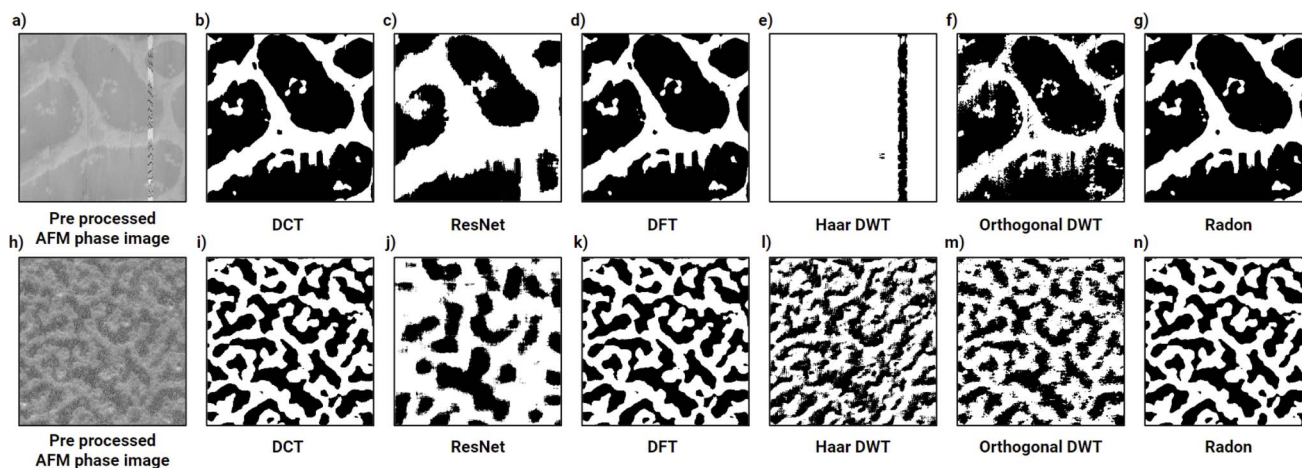 a) b) c) d) e) f) g)
Pre processed
AFM phase image
DCT
ResNet
DFT
Haar DWT
Orthogonal DWT
Radon
h) i) j) k) l) m) n)
Pre processed
AFM phase image
DCT
ResNet
DFT
Haar DWT
Orthogonal DWT
Radon